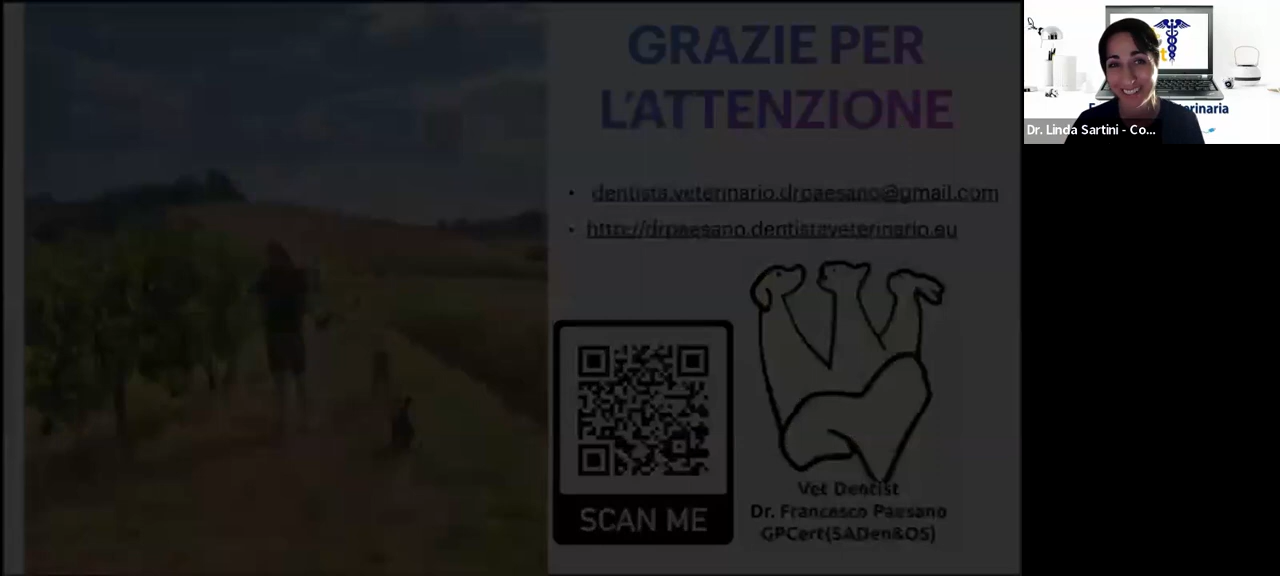 GRAZIE PER
L'ATTENZIONE
• dentista.veterinario.drpaesano@gmail.com
• http://drpaesano.dentistaveterinario.eu
SCAN ME
Vet Dentist
Dr. Francesco Paesano
GPCert(SADen&OS)
Dr. Linda Sartini - Co...